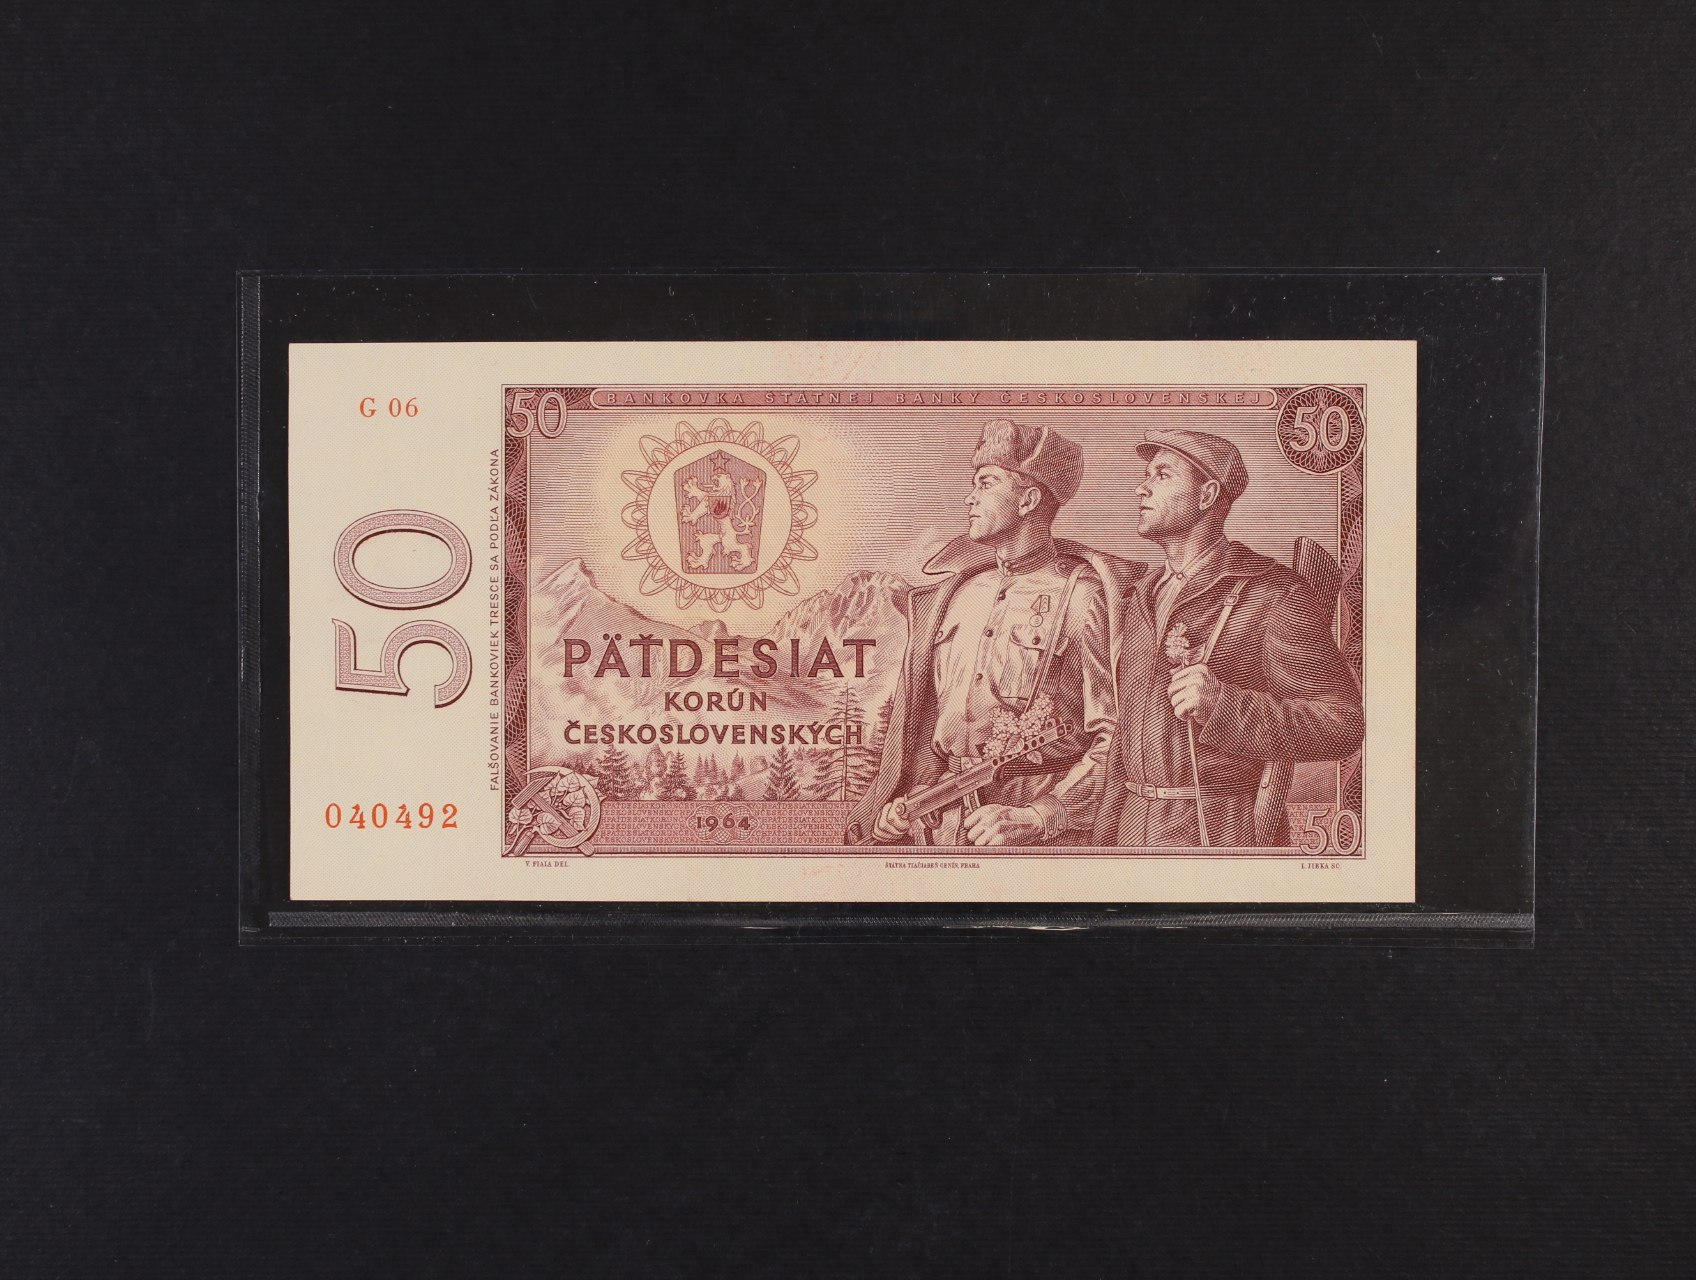 G 06
50
FALŠOVANIE BANKOVIEK TRESCE SA PODĽA ZÁKONA
040492
50
BANKOVKA ŠTÁTNEJ BANKY ČESKOSLOVENSKEJ
50
PÄŤDESIAT
KORÚN
ČESKOSLOVENSKÝCH
1964
50
V. FIALA DEL.
ŠTÁTNA TLAČIAREŇ CENÍN, PRAHA
I. JIRKA SC.